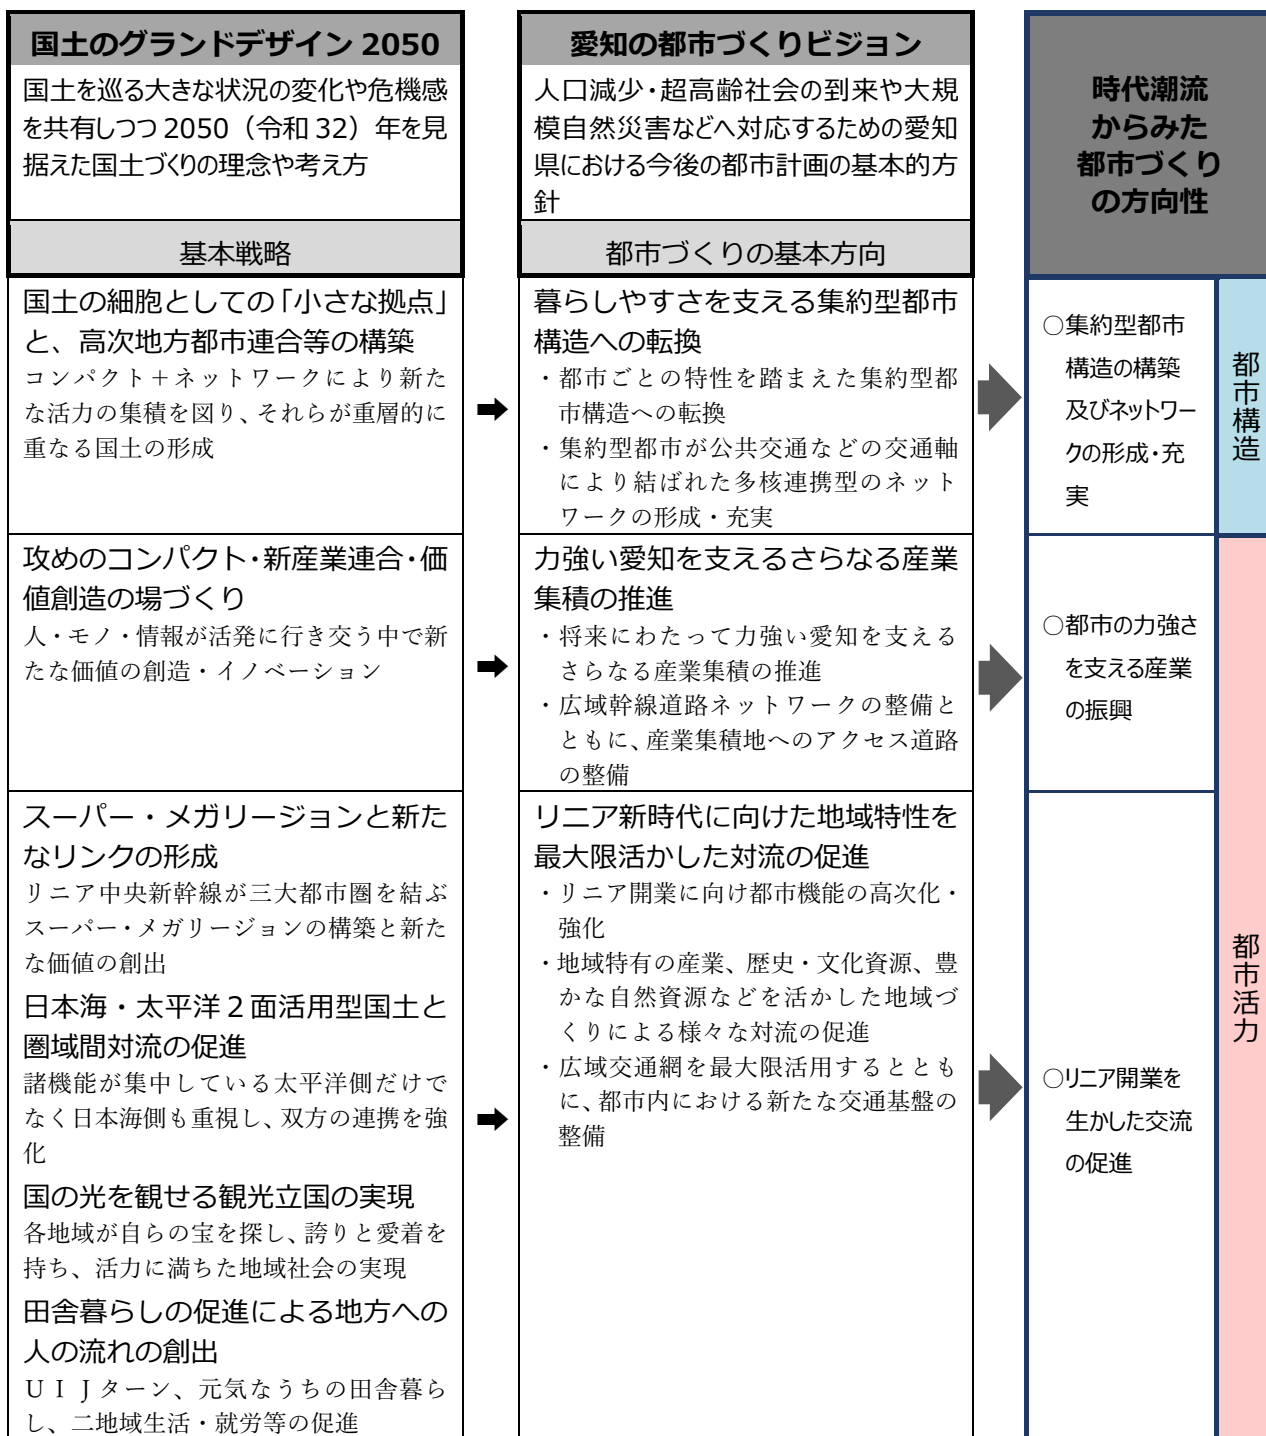 国土のグランドデザイン 2050
国土を巡る大きな状況の変化や危機感
を共有しつつ 2050（令和 32）年を見
据えた国土づくりの理念や考え方
基本戦略
愛知の都市づくりビジョン
人口減少・超高齢社会の到来や大規
模自然災害などへ対応するための愛知
県における今後の都市計画の基本的方
針
都市づくりの基本方向
時代潮流
からみた
都市づくり
の方向性
国土の細胞としての「小さな拠点」
と、高次地方都市連合等の構築
コンパクト＋ネットワークにより新た
な活力の集積を図り、それらが重層的に
重なる国土の形成
暮らしやすさを支える集約型都市
構造への転換
・都市ごとの特性を踏まえた集約型都
市構造への転換
・集約型都市が公共交通などの交通軸
により結ばれた多核連携型のネット
ワークの形成・充実
○集約型都市
構造の構築
及びネットワー
クの形成・充
実
都市構造
攻めのコンパクト・新産業連合・価
値創造の場づくり
人・モノ・情報が活発に行き交う中で新
たな価値の創造・イノベーション
力強い愛知を支えるさらなる産業
集積の推進
・将来にわたって力強い愛知を支える
さらなる産業集積の推進
・広域幹線道路ネットワークの整備と
ともに、産業集積地へのアクセス道路
の整備
○都市の力強さ
を支える産業
の振興
スーパー・メガリージョンと新た
なリンクの形成
リニア中央新幹線が三大都市圏を結ぶ
スーパー・メガリージョンの構築と新た
な価値の創出
日本海・太平洋２面活用型国土と
圏域間対流の促進
諸機能が集中している太平洋側だけで
なく日本海側も重視し、双方の連携を強
化
国の光を観せる観光立国の実現
各地域が自らの宝を探し、誇りと愛着を
持ち、活力に満ちた地域社会の実現
田舎暮らしの促進による地方への
人の流れの創出
ＵＩＪターン、元気なうちの田舎暮ら
し、二地域生活・就労等の促進
リニア新時代に向けた地域特性を
最大限活かした対流の促進
・リニア開業に向け都市機能の高次化・
強化
・地域特有の産業、歴史・文化資源、豊
かな自然資源などを活かした地域づ
くりによる様々な対流の促進
・広域交通網を最大限活用するととも
に、都市内における新たな交通基盤の
整備
○リニア開業を
生かした交流
の促進
都市活力